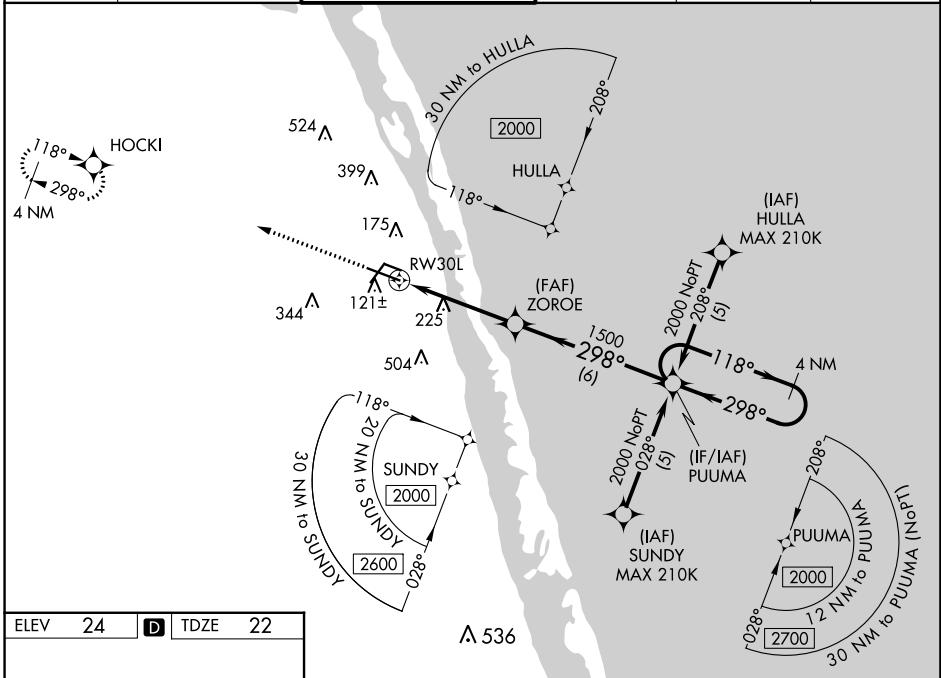 30 NM to HULLA
208°
2000
HULLA
118°
524
399
175
118°
HOCKI
298°
4 NM
RW30L
121±
344
225
504
(FAF)
ZOROE
1500
298°
(6)
(IAF)
HULLA
MAX 210K
2000 NoPT
208°
(5)
118°
4 NM
298°
(IF/IAF)
PUUMA
2000 NoPT
028°
(5)
(IAF)
SUNDY
MAX 210K
118°
20 NM to SUNDY
30 NM to SUNDY
SUNDY
2000
2600
028°
208°
PUUMA
2000
12 NM to PUUMA
2700
30 NM to PUUMA (NoPT)
028°
536
ELEV 24 D TDZE 22